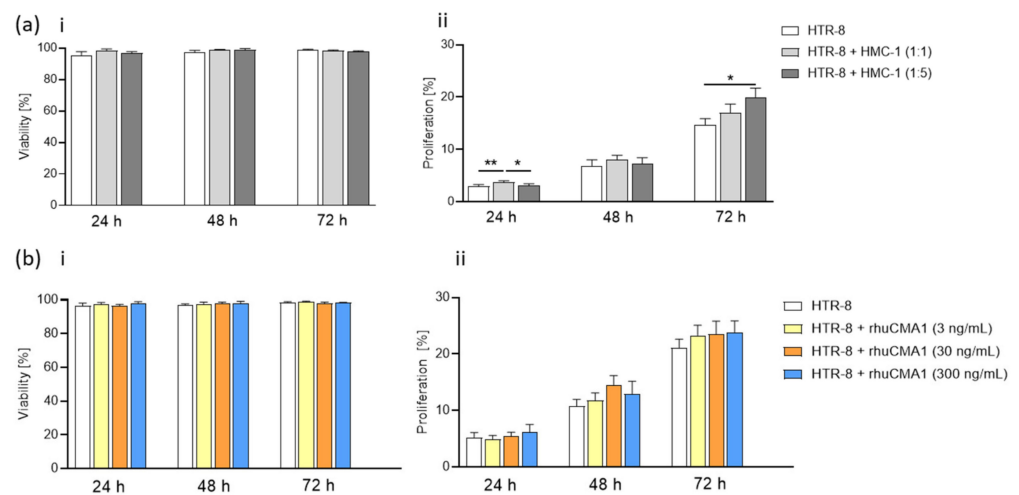 (a) i
Viability [%]
100
80
60
40
20
0
24 h 48 h 72 h
ii
Proliferation [%]
30
20
10
0
** *
*
24 h 48 h 72 h
HTR-8
HTR-8 + HMC-1 (1:1)
HTR-8 + HMC-1 (1:5)
(b) i
Viability [%]
100
80
60
40
20
0
24 h 48 h 72 h
ii
Proliferation [%]
30
20
10
0
24 h 48 h 72 h
HTR-8
HTR-8 + rhuCMA1 (3 ng/mL)
HTR-8 + rhuCMA1 (30 ng/mL)
HTR-8 + rhuCMA1 (300 ng/mL)